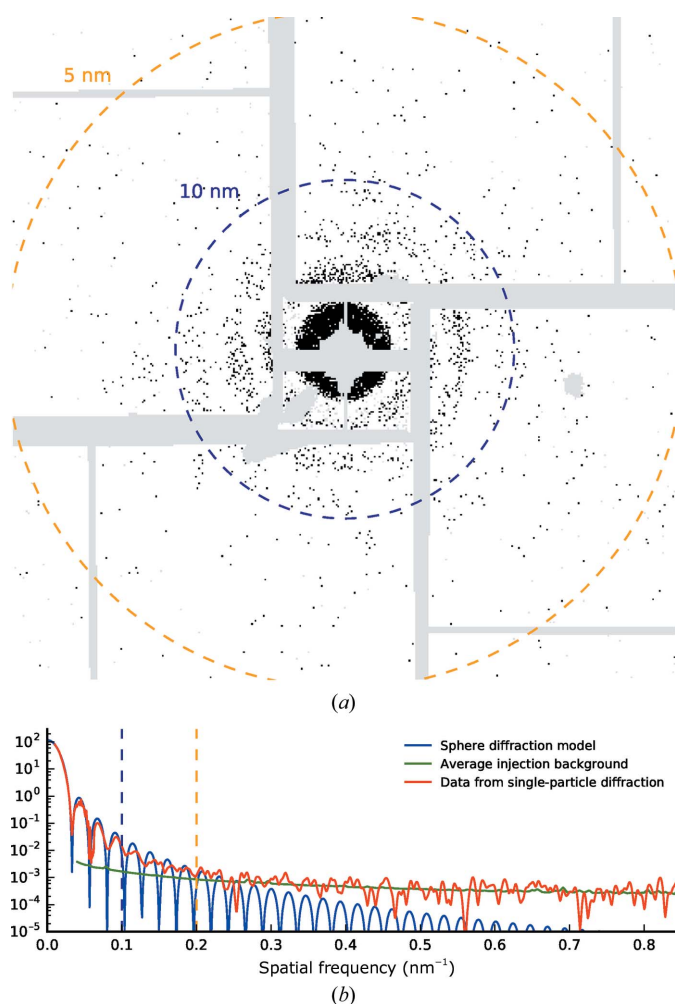 5 nm
10 nm
(a)
10²
10¹
10⁰
10⁻¹
10⁻²
10⁻³
10⁻⁴
10⁻⁵
Sphere diffraction model
Average injection background
Data from single-particle diffraction
0.0 0.1 0.2 0.3 0.4 0.5 0.6 0.7 0.8
Spatial frequency (nm⁻¹)
(b)